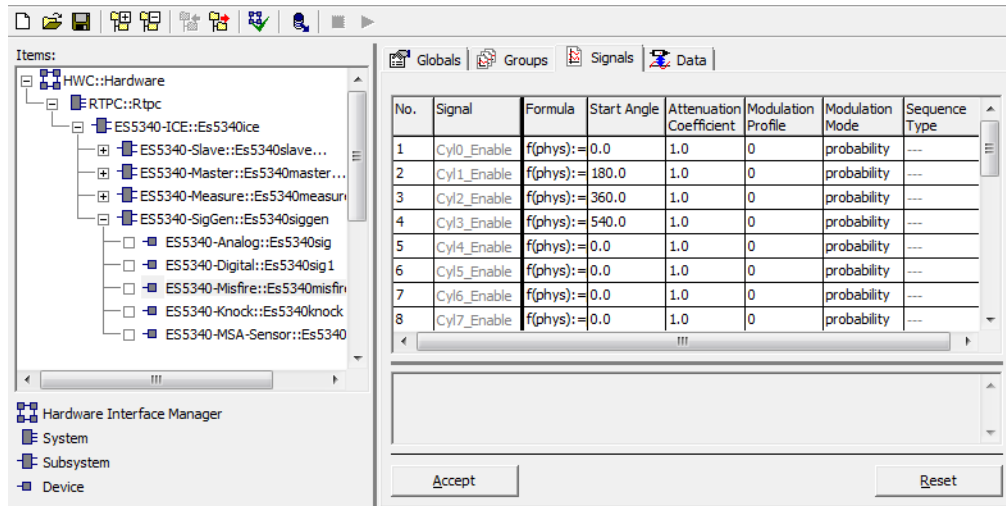 Items:
HWC::Hardware
RTPC::Rtpc
ES5340-ICE::Es5340ice
ES5340-Slave::Es5340slave...
ES5340-Master::Es5340master...
ES5340-Measure::Es5340measur
ES5340-SigGen::Es5340siggen
ES5340-Analog::Es5340sig
ES5340-Digital::Es5340sig1
ES5340-Misfire::Es5340misfir
ES5340-Knock::Es5340knock
ES5340-MSA-Sensor::Es5340
Hardware Interface Manager
System
Subsystem
Device
Globals Groups Signals Data
No. Signal Formula Start Angle Attenuation Coefficient Modulation Profile Modulation Mode Sequence Type
1 Cyl0_Enable f(phys):= 0.0 1.0 0 probability ---
2 Cyl1_Enable f(phys):= 180.0 1.0 0 probability ---
3 Cyl2_Enable f(phys):= 360.0 1.0 0 probability ---
4 Cyl3_Enable f(phys):= 540.0 1.0 0 probability ---
5 Cyl4_Enable f(phys):= 0.0 1.0 0 probability ---
6 Cyl5_Enable f(phys):= 0.0 1.0 0 probability ---
7 Cyl6_Enable f(phys):= 0.0 1.0 0 probability ---
8 Cyl7_Enable f(phys):= 0.0 1.0 0 probability ---
Accept Reset